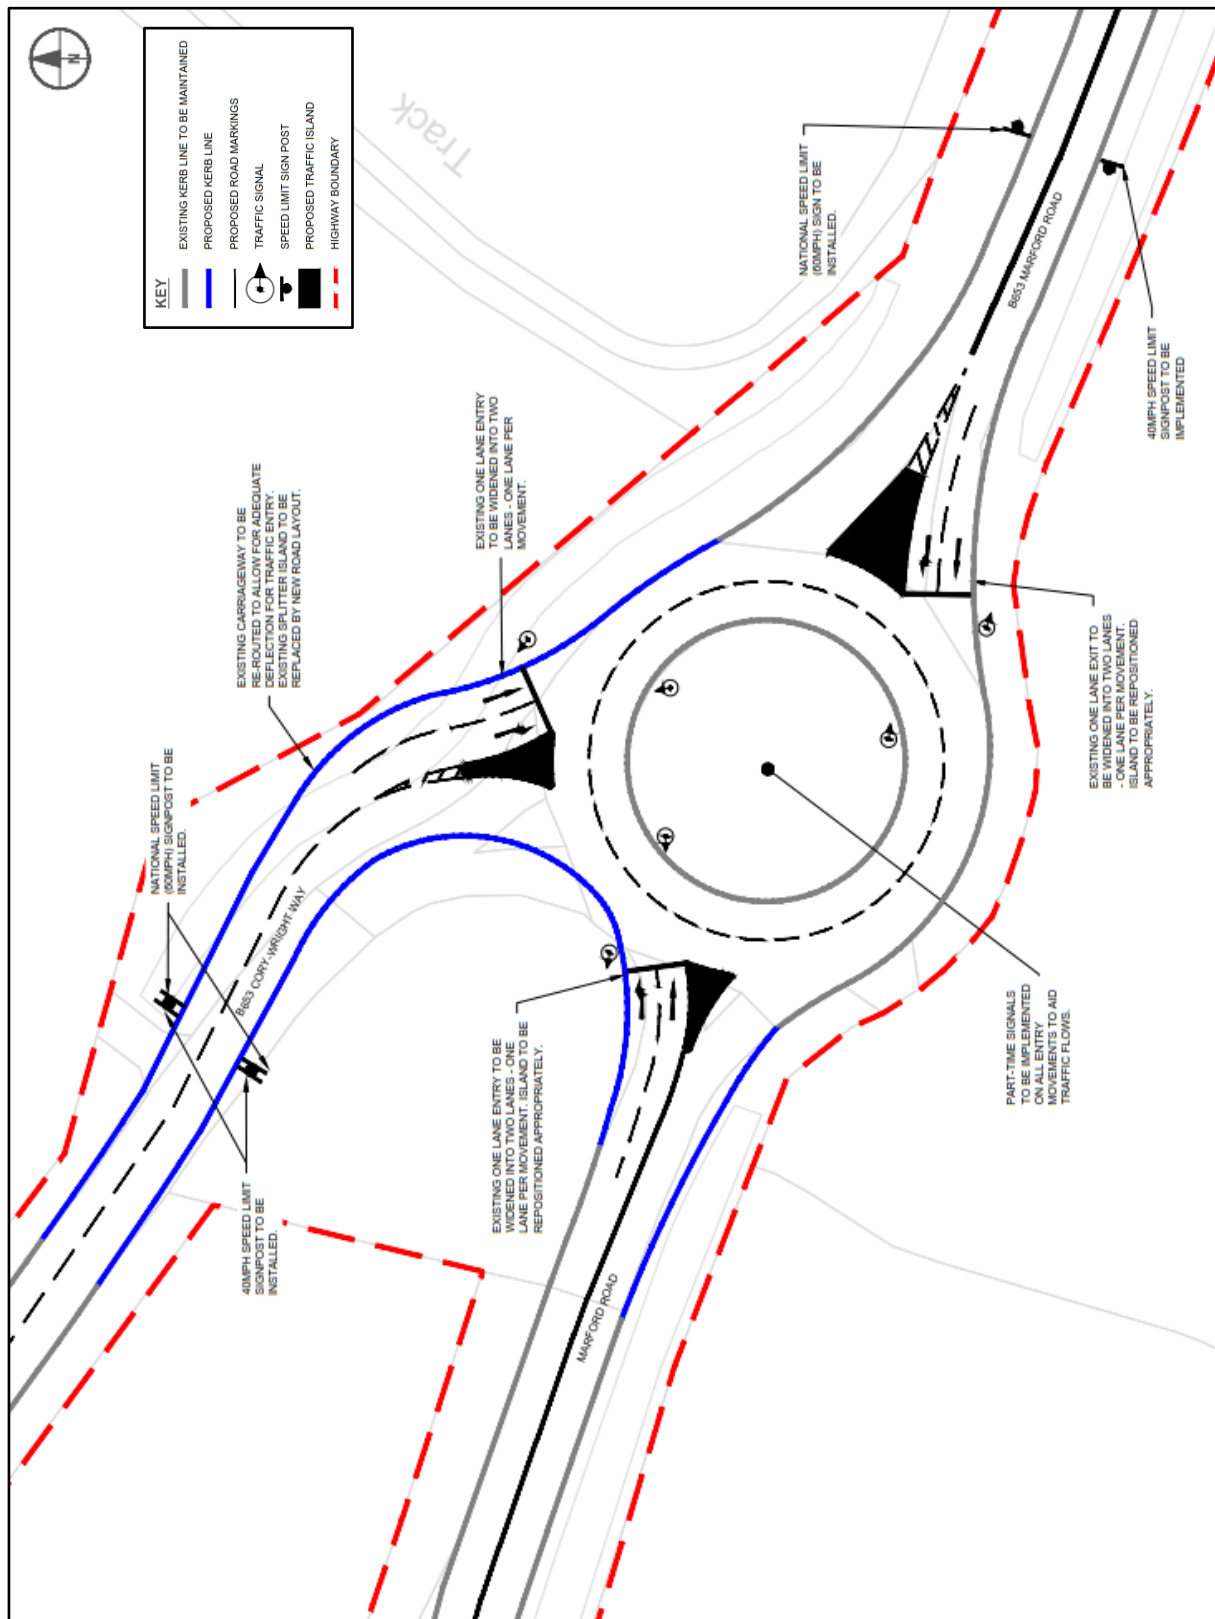 N
KEY
EXISTING KERB LINE TO BE MAINTAINED
PROPOSED KERB LINE
PROPOSED ROAD MARKINGS
TRAFFIC SIGNAL
SPEED LIMIT SIGN POST
PROPOSED TRAFFIC ISLAND
HIGHWAY BOUNDARY
Track
NATIONAL SPEED LIMIT
(60MPH) SIGNPOST TO BE
INSTALLED.
EXISTING CARRIAGEWAY TO BE
RE-ROUTED TO ALLOW FOR ADEQUATE
DEFLECTION FOR TRAFFIC ENTRY.
EXISTING SPLITTER ISLAND TO BE
REPLACED BY NEW ROAD LAYOUT.
EXISTING ONE LANE ENTRY
TO BE WIDENED INTO TWO
LANES - ONE LANE PER
MOVEMENT.
NATIONAL SPEED LIMIT
(60MPH) SIGN TO BE
INSTALLED.
B653 CORY-WRIGHT WAY
40MPH SPEED LIMIT
SIGNPOST TO BE
INSTALLED.
EXISTING ONE LANE ENTRY TO BE
WIDENED INTO TWO LANES - ONE
LANE PER MOVEMENT. ISLAND TO BE
REPOSITIONED APPROPRIATELY.
MARFORD ROAD
B653 MARFORD ROAD
PART-TIME SIGNALS
TO BE IMPLEMENTED
ON ALL ENTRY
MOVEMENTS TO AID
TRAFFIC FLOWS.
EXISTING ONE LANE EXIT TO
BE WIDENED INTO TWO LANES
- ONE LANE PER MOVEMENT.
ISLAND TO BE REPOSITIONED
APPROPRIATELY.
40MPH SPEED LIMIT
SIGNPOST TO BE
IMPLEMENTED